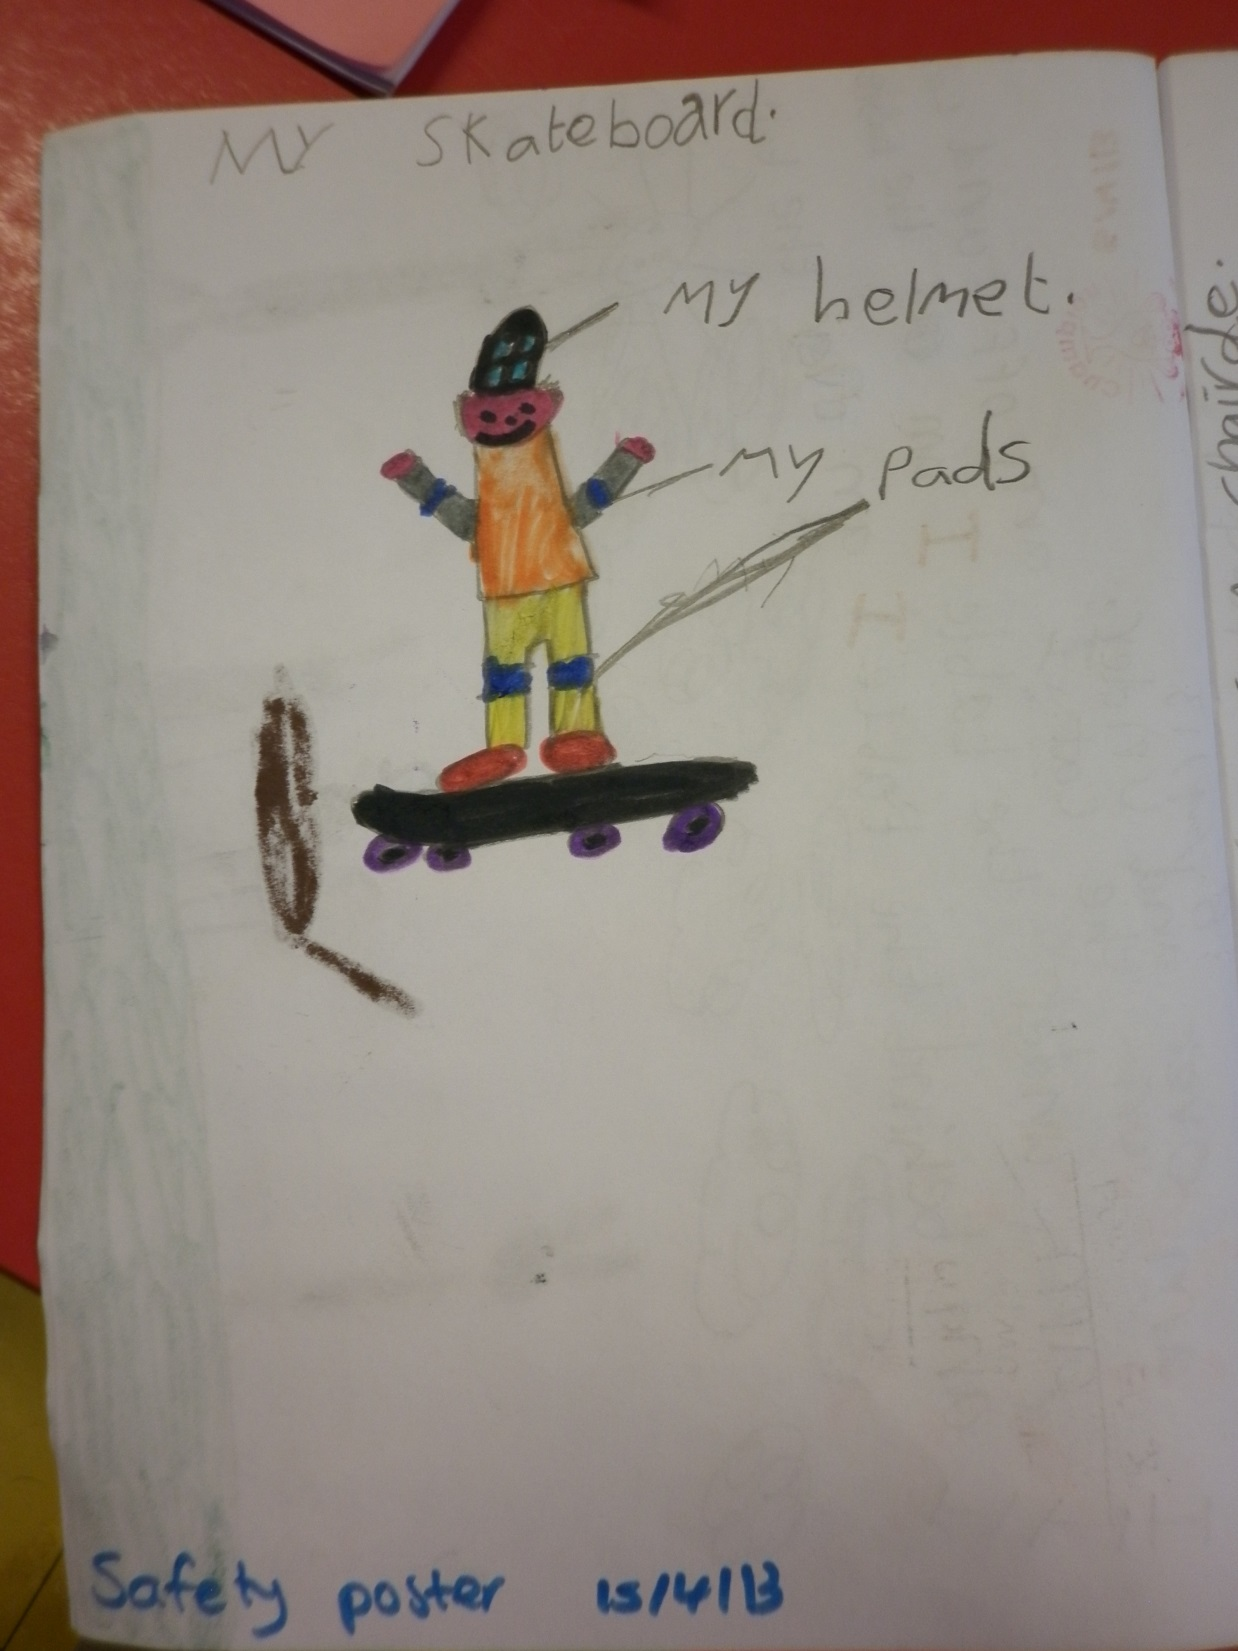 MY Skateboard.
My helmet.
My pads
Safety poster 15/4/13